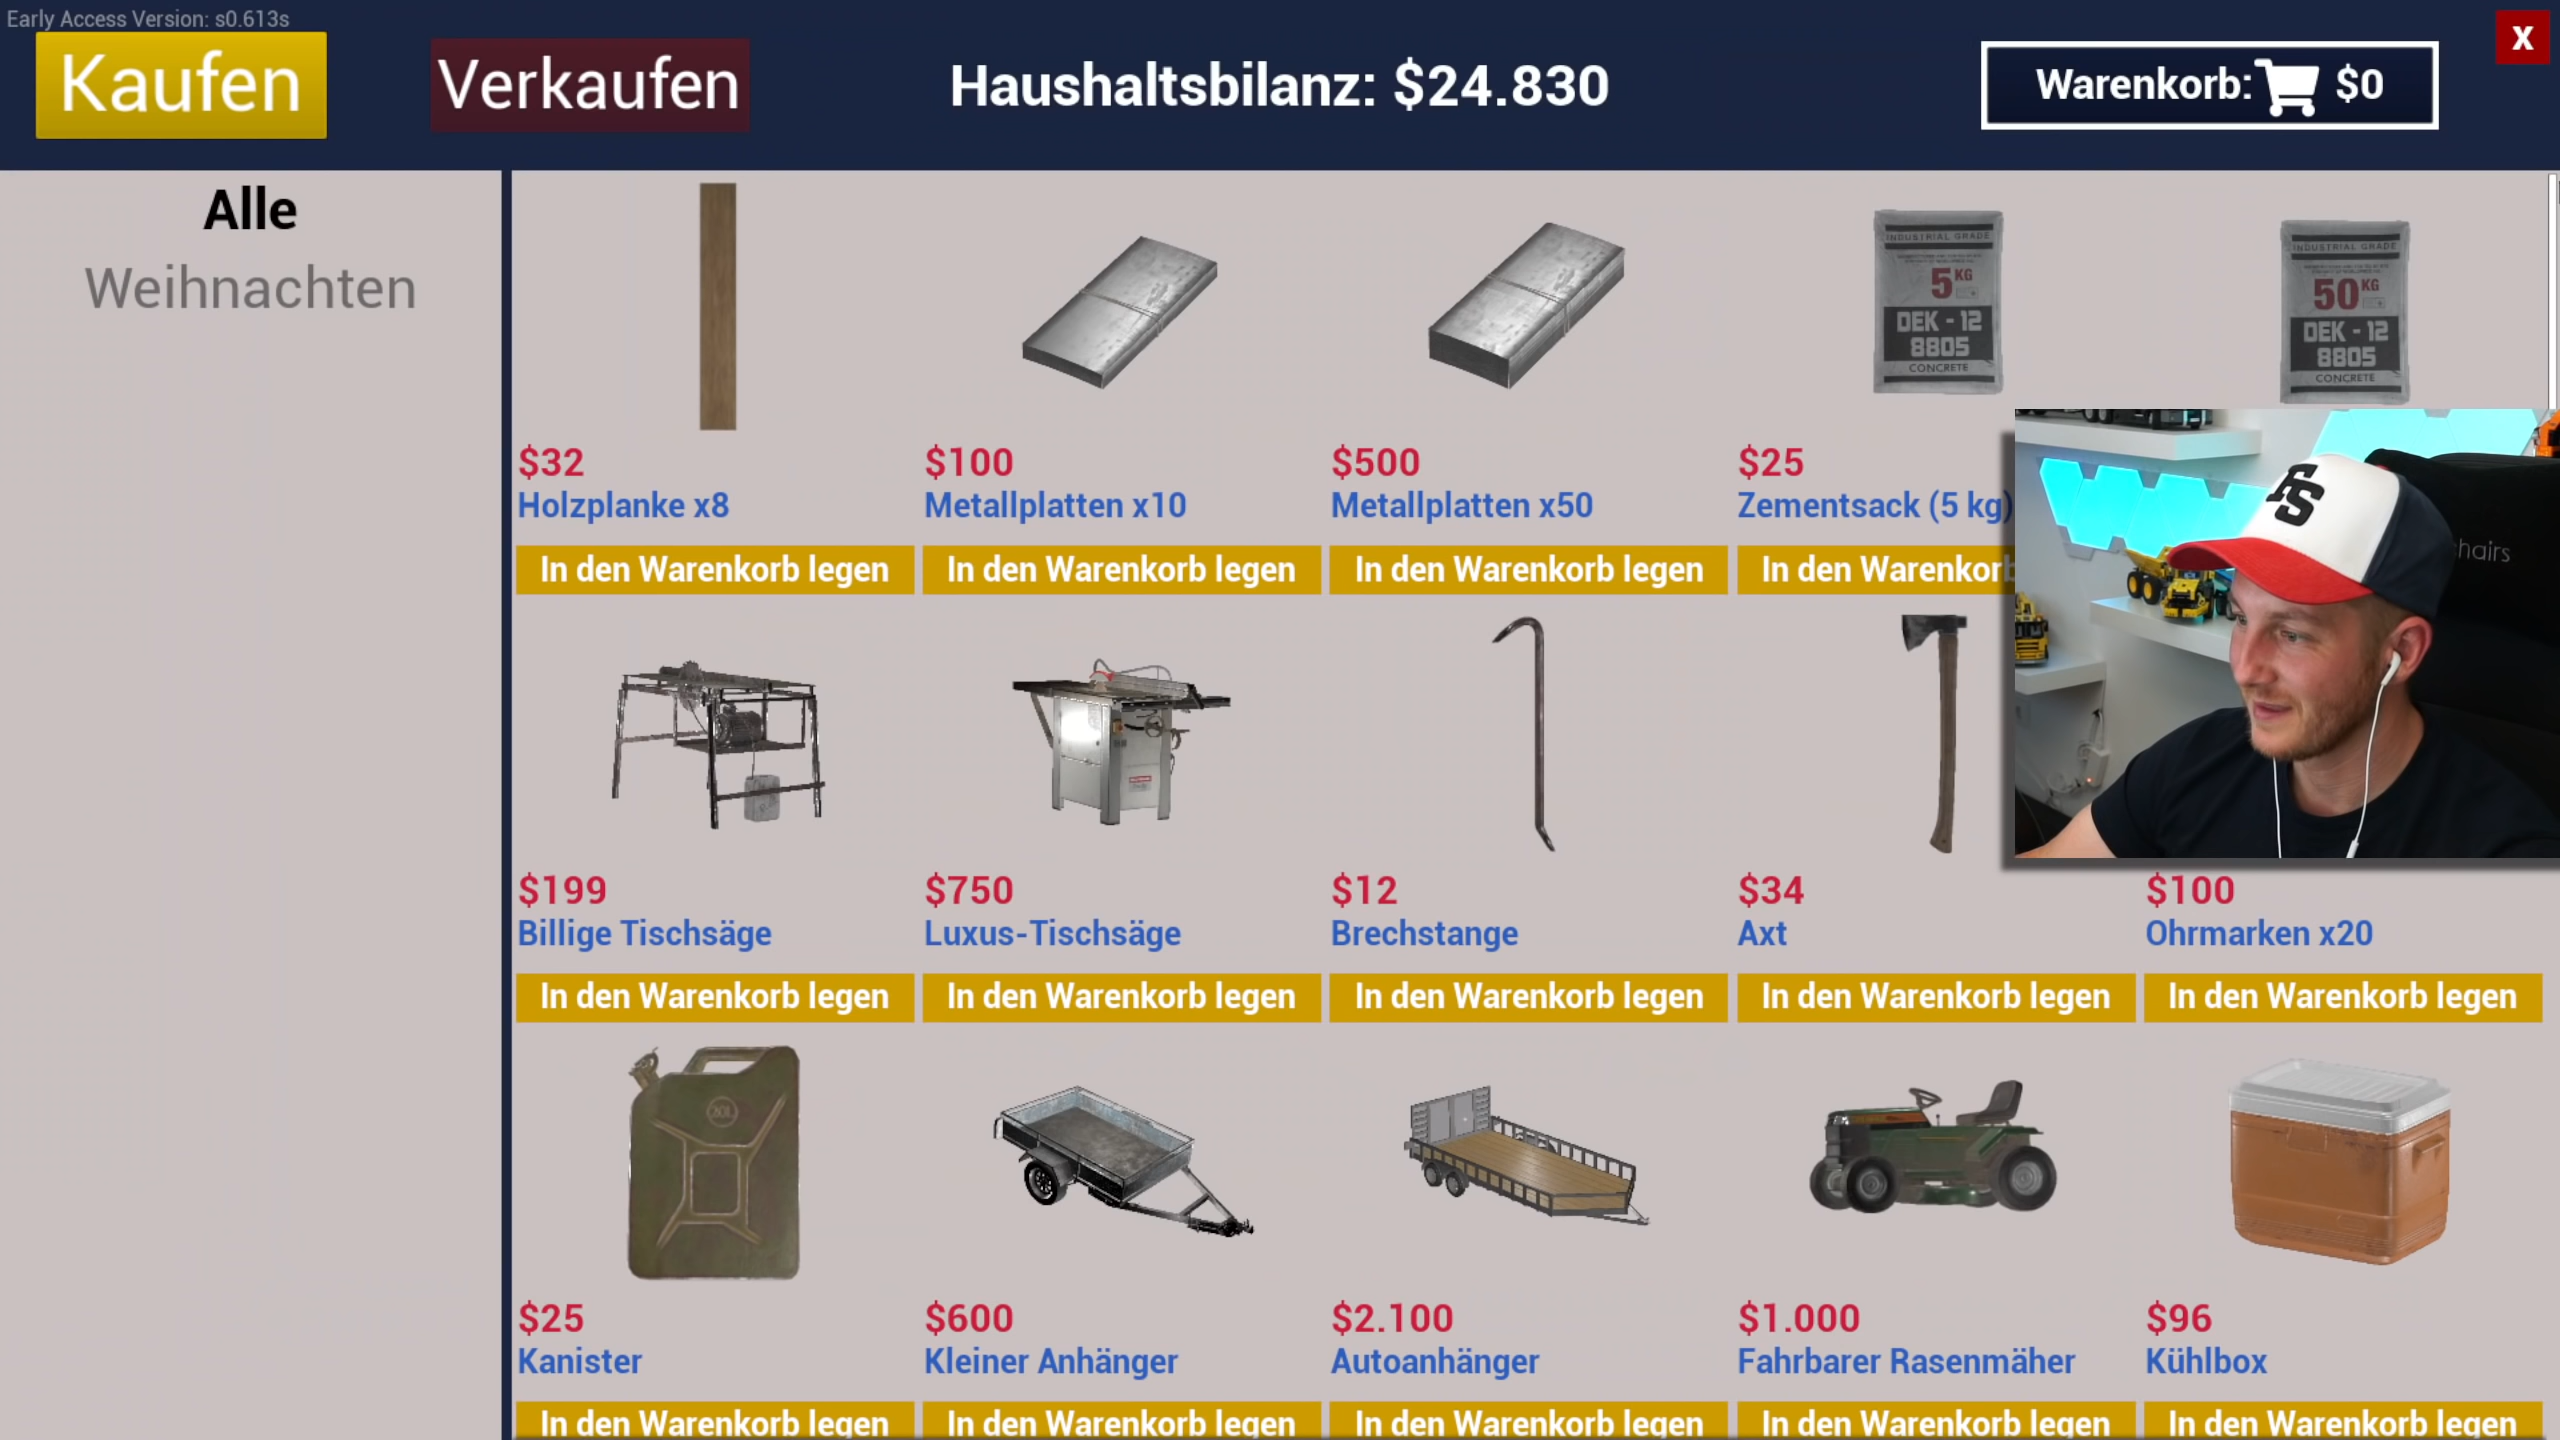 Early Access Version: s0.613s
Kaufen
Verkaufen
Haushaltsbilanz: $24.830
Warenkorb: $0
X
Alle
Weihnachten
INDUSTRIAL GRADE
5 KG
DEK - 12
8805
CONCRETE
INDUSTRIAL GRADE
50 KG
DEK - 12
8805
CONCRETE
$32
Holzplanke x8
In den Warenkorb legen
$100
Metallplatten x10
In den Warenkorb legen
$500
Metallplatten x50
In den Warenkorb legen
$25
Zementsack (5 kg)
In den Warenkorb
FS
hairs
$199
Billige Tischsäge
In den Warenkorb legen
$750
Luxus-Tischsäge
In den Warenkorb legen
$12
Brechstange
In den Warenkorb legen
$34
Axt
In den Warenkorb legen
$100
Ohrmarken x20
In den Warenkorb legen
20L
$25
Kanister
In den Warenkorb legen
$600
Kleiner Anhänger
In den Warenkorb legen
$2.100
Autoanhänger
In den Warenkorb legen
$1.000
Fahrbarer Rasenmäher
In den Warenkorb legen
$96
Kühlbox
In den Warenkorb legen